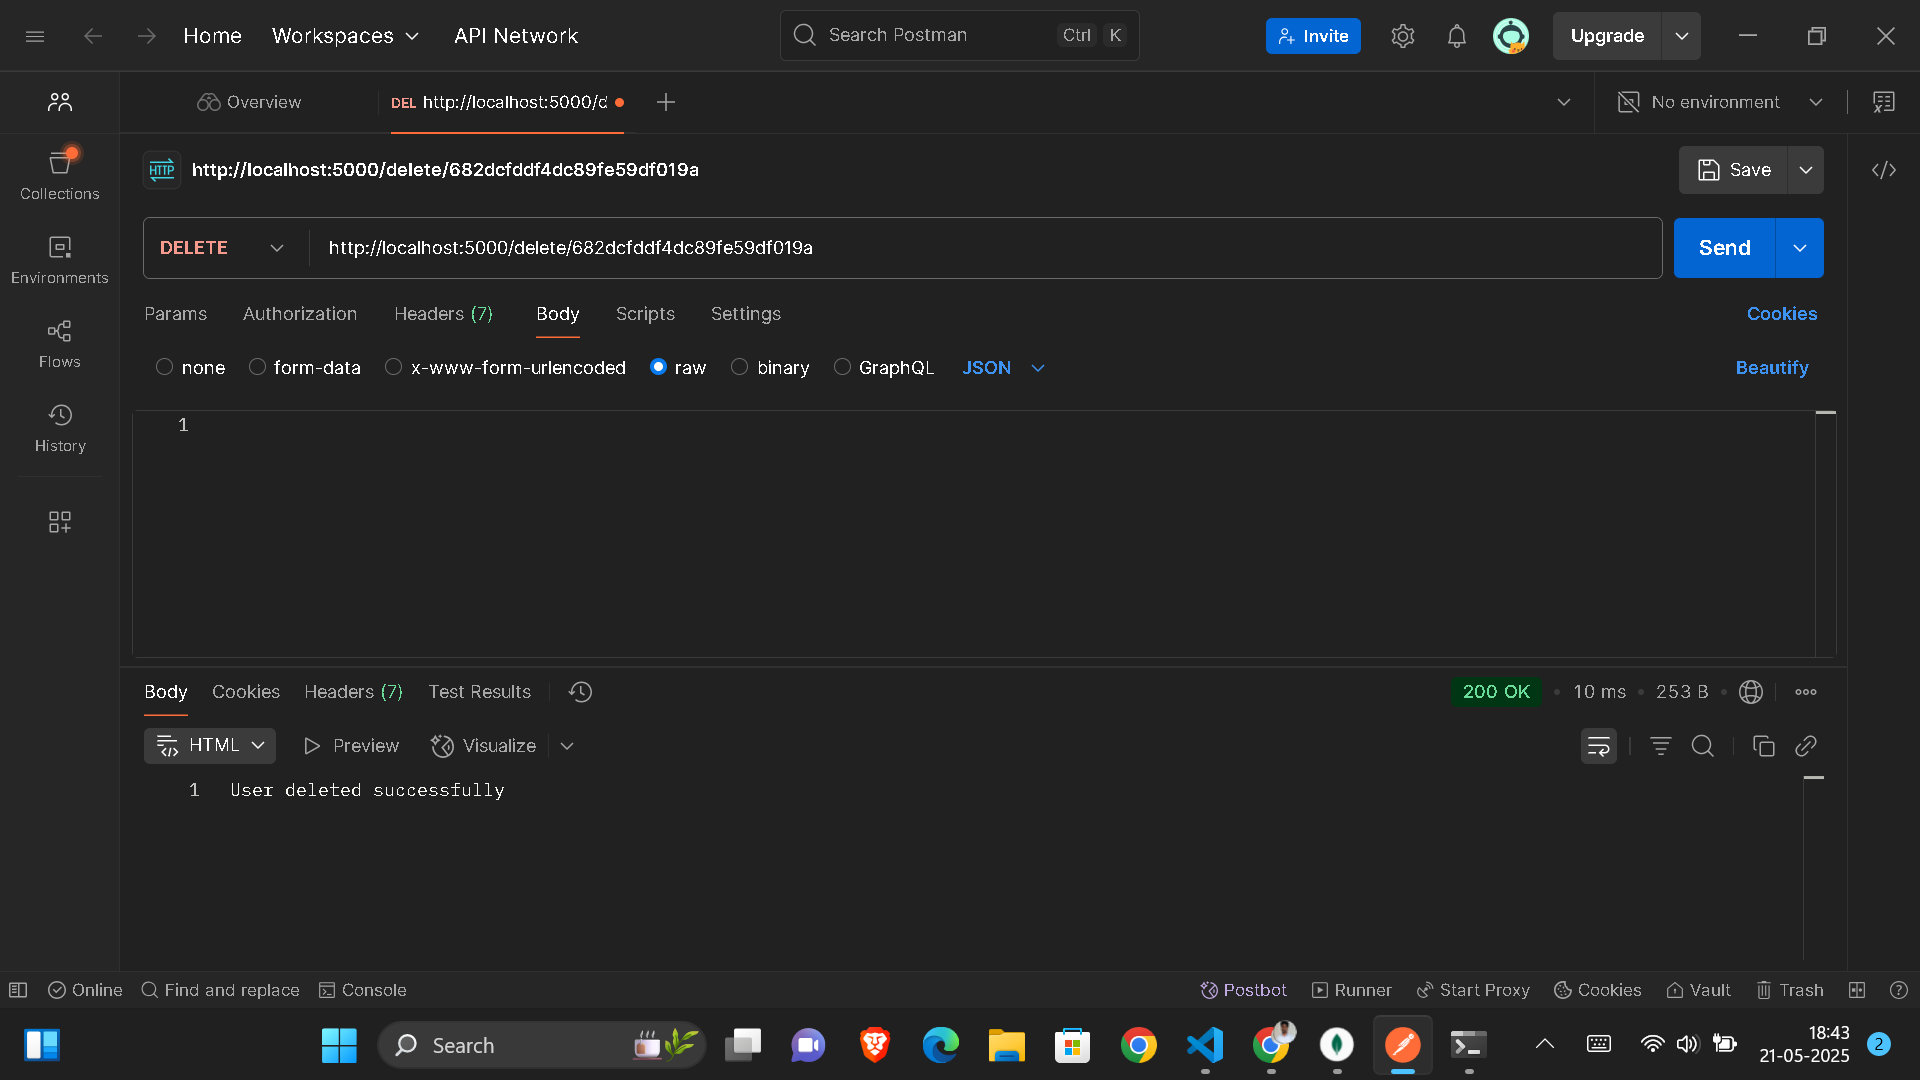 Home Workspaces API Network
Search Postman Ctrl K
Invite
Upgrade
Overview
DEL http://localhost:5000/d
No environment
HTTP http://localhost:5000/delete/682dcfddf4dc89fe59df019a
Save
Collections
Environments
Flows
History
DELETE http://localhost:5000/delete/682dcfddf4dc89fe59df019a
Send
Params Authorization Headers (7) Body Scripts Settings Cookies
none form-data x-www-form-urlencoded raw binary GraphQL JSON Beautify
1
Body Cookies Headers (7) Test Results 200 OK • 10 ms • 253 B
HTML Preview Visualize
1 User deleted successfully
Online Find and replace Console Postbot Runner Start Proxy Cookies Vault Trash
Search
18:43
21-05-2025
2